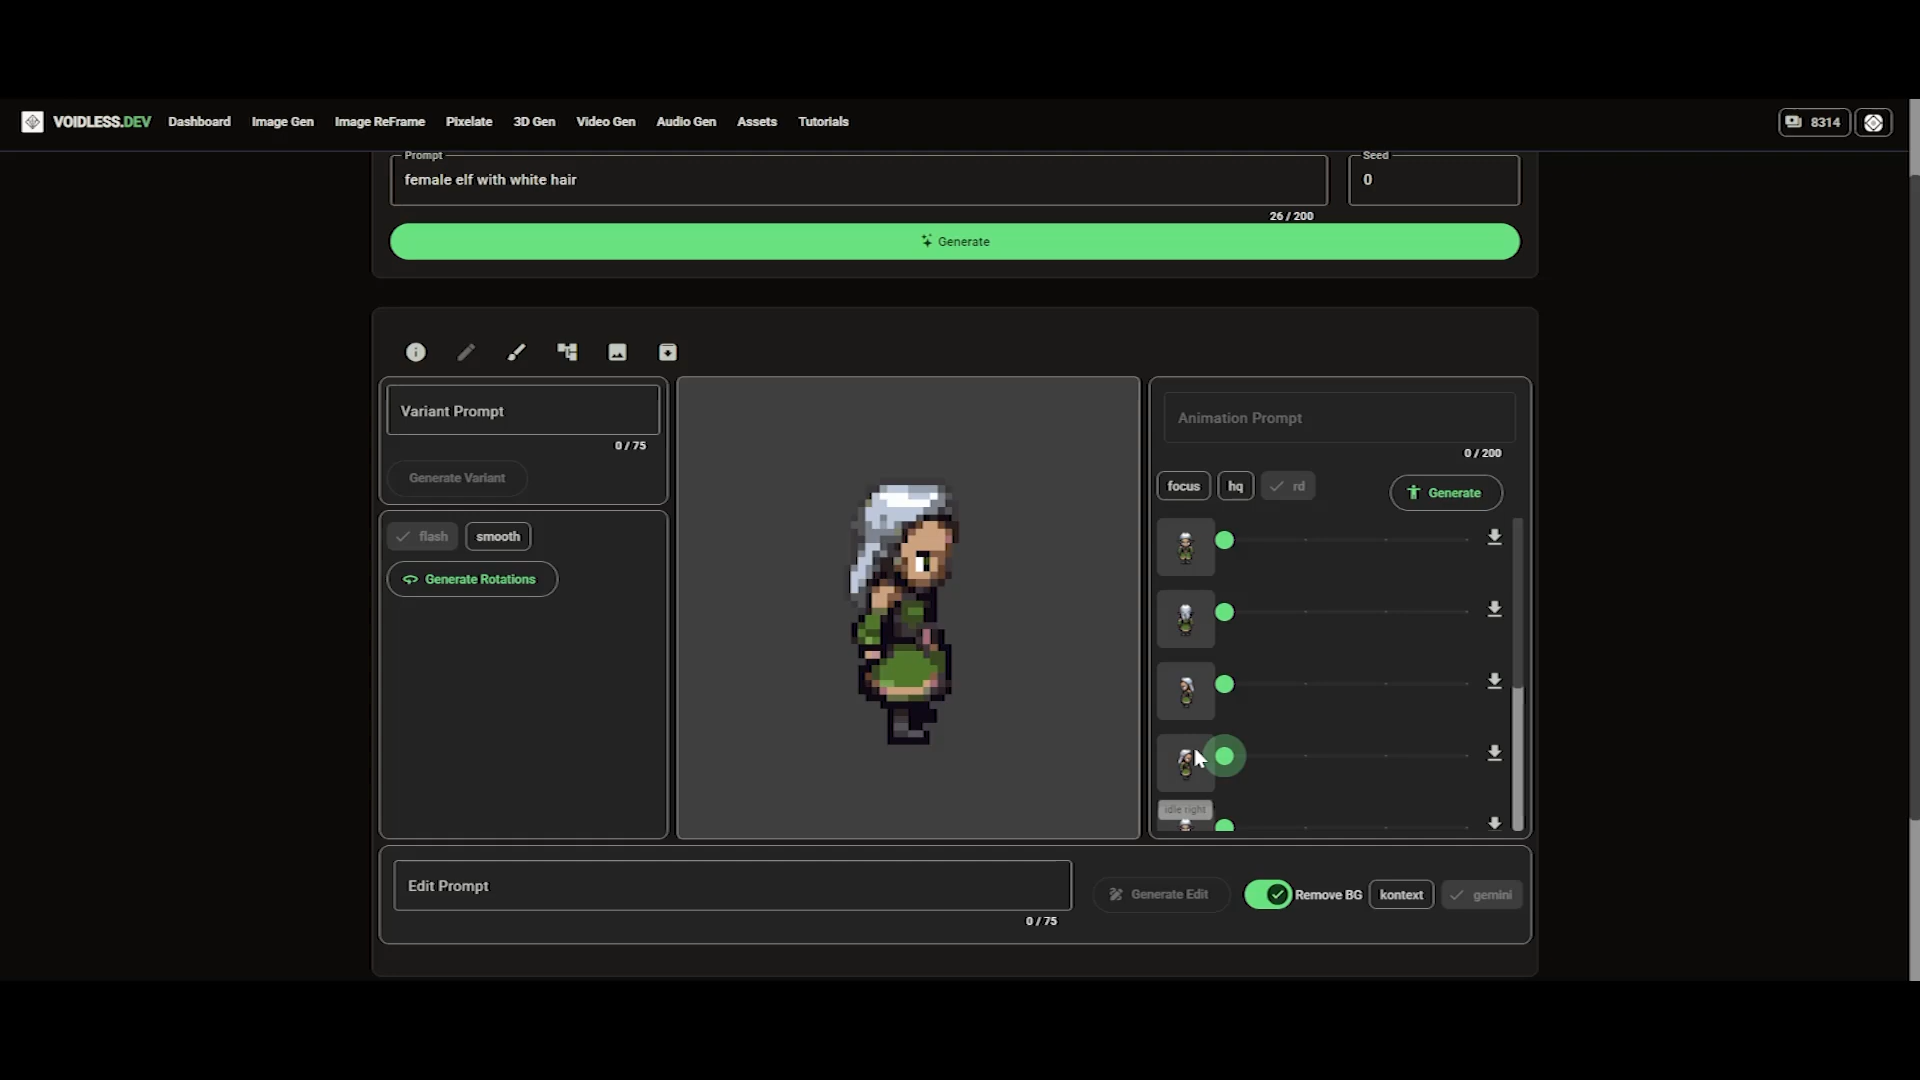 VOIDLESS.DEV Dashboard Image Gen Image ReFrame Pixelate 3D Gen Video Gen Audio Gen Assets Tutorials 8314
Prompt Seed
female elf with white hair 0
26 / 200
Generate
Variant Prompt
0 / 75
Generate Variant
flash smooth
Generate Rotations
Animation Prompt
0 / 200
focus hq rd Generate
idle right
Edit Prompt
0 / 75
Generate Edit Remove BG kontext gemini